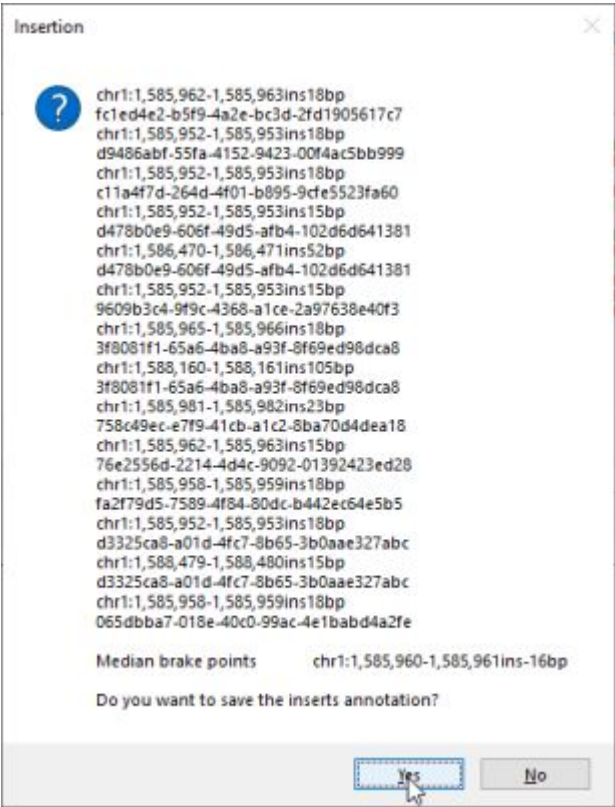 Insertion
chr1:1,585,962-1,585,963ins18bp
fc1ed4e2-b5f9-4a2e-bc3d-2fd1905617c7
chr1:1,585,952-1,585,953ins18bp
d9486abf-55fa-4152-9423-00f4ac5bb999
chr1:1,585,952-1,585,953ins18bp
c11a4f7d-264d-4f01-b895-9cfe5523fa60
chr1:1,585,952-1,585,953ins15bp
d478b0e9-606f-49d5-afb4-102d6d641381
chr1:1,586,470-1,586,471ins52bp
d478b0e9-606f-49d5-afb4-102d6d641381
chr1:1,585,952-1,585,953ins15bp
9609b3c4-9f9c-4368-a1ce-2a97638e40f3
chr1:1,585,965-1,585,966ins18bp
3f8081f1-65a6-4ba8-a93f-8f69ed98dca8
chr1:1,588,160-1,588,161ins105bp
3f8081f1-65a6-4ba8-a93f-8f69ed98dca8
chr1:1,585,981-1,585,982ins23bp
758c49ec-e7f9-41cb-a1c2-8ba70d4dea18
chr1:1,585,962-1,585,963ins15bp
76e2556d-2214-4d4c-9092-01392423ed28
chr1:1,585,958-1,585,959ins18bp
fa2f79d5-7589-4f84-80dc-b442ec64e5b5
chr1:1,585,952-1,585,953ins18bp
d3325ca8-a01d-4fc7-8b65-3b0aae327abc
chr1:1,588,479-1,588,480ins15bp
d3325ca8-a01d-4fc7-8b65-3b0aae327abc
chr1:1,585,958-1,585,959ins18bp
065dbba7-018e-40c0-99ac-4e1babd4a2fe
Median brake points chr1:1,585,960-1,585,961ins-16bp
Do you want to save the inserts annotation?
Yes No